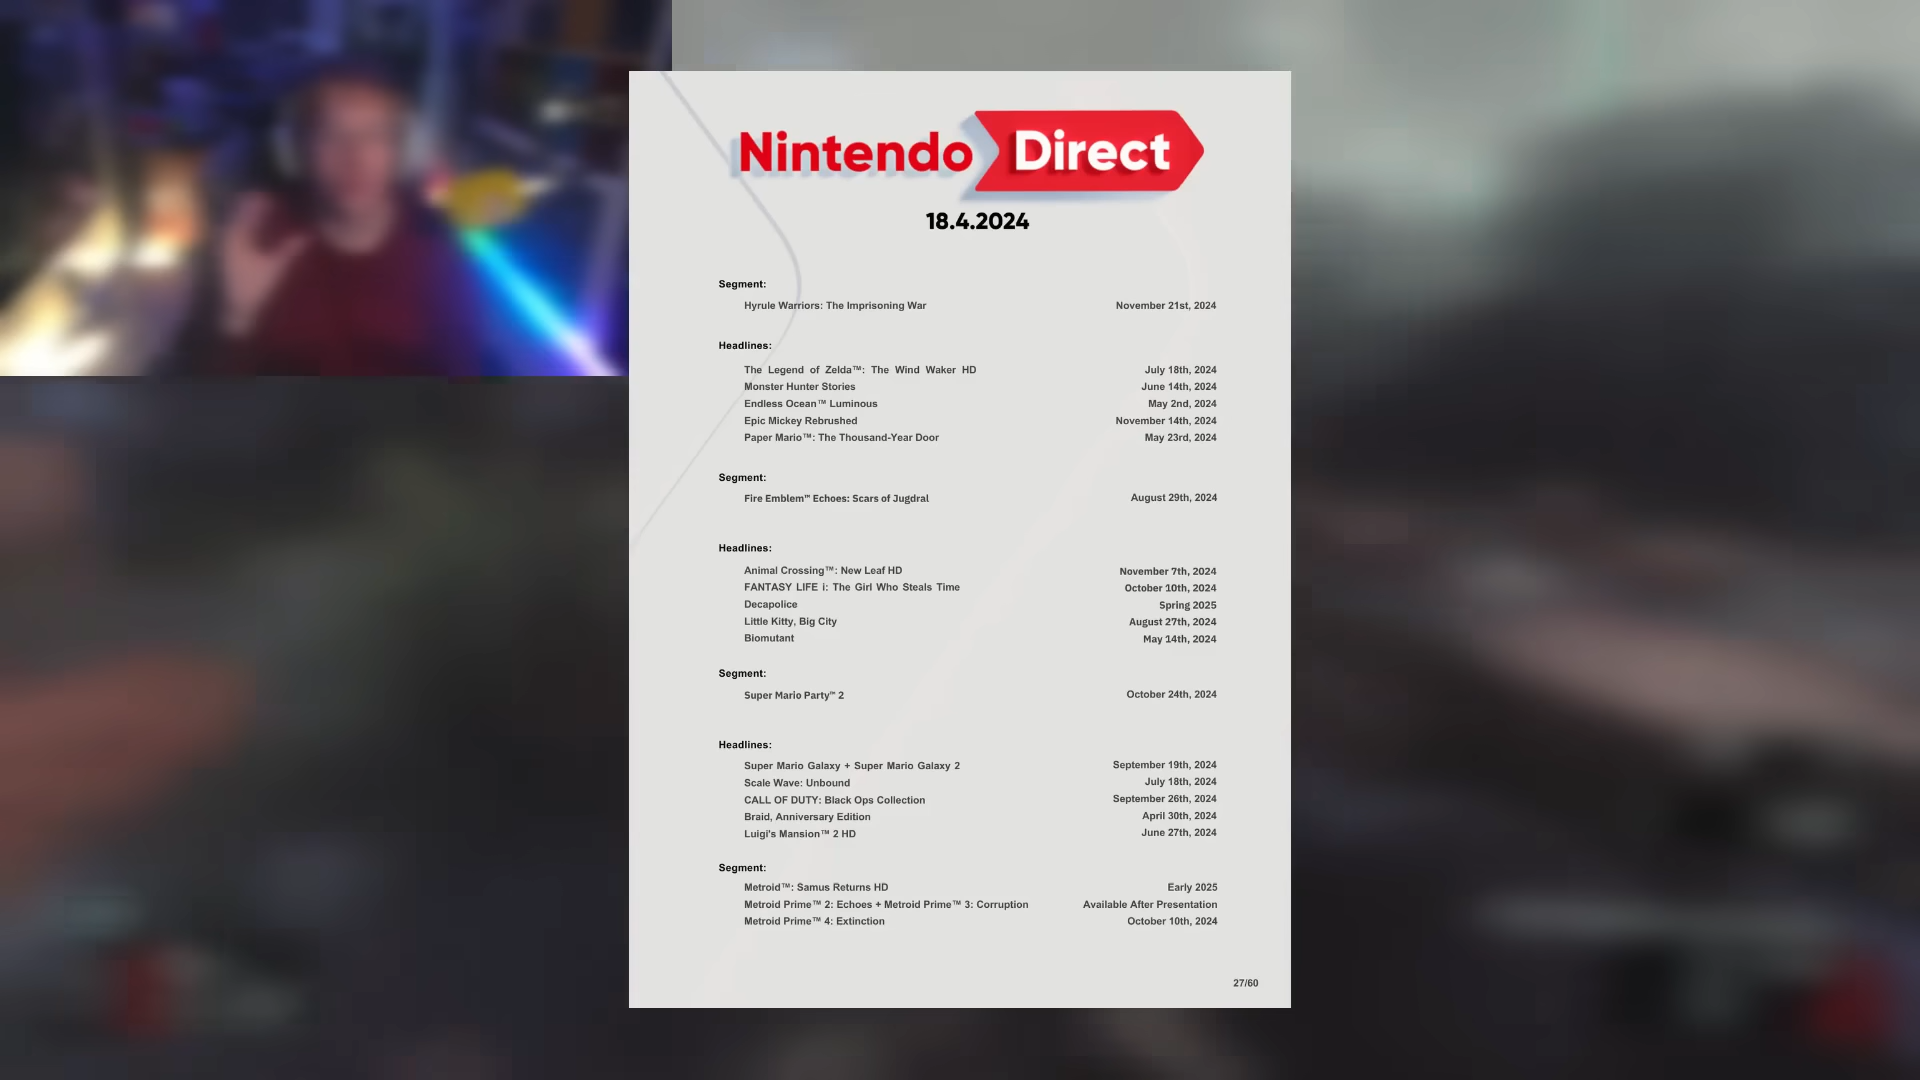 Nintendo Direct
18.4.2024
Segment:
Hyrule Warriors: The Imprisoning War November 21st, 2024
Headlines:
The Legend of Zelda™: The Wind Waker HD July 18th, 2024
Monster Hunter Stories June 14th, 2024
Endless Ocean™ Luminous May 2nd, 2024
Epic Mickey Rebrushed November 14th, 2024
Paper Mario™: The Thousand-Year Door May 23rd, 2024
Segment:
Fire Emblem™ Echoes: Scars of Jugdral August 29th, 2024
Headlines:
Animal Crossing™: New Leaf HD November 7th, 2024
FANTASY LIFE i: The Girl Who Steals Time October 10th, 2024
Decapolice Spring 2025
Little Kitty, Big City August 27th, 2024
Biomutant May 14th, 2024
Segment:
Super Mario Party™ 2 October 24th, 2024
Headlines:
Super Mario Galaxy + Super Mario Galaxy 2 September 19th, 2024
Scale Wave: Unbound July 18th, 2024
CALL OF DUTY: Black Ops Collection September 26th, 2024
Braid, Anniversary Edition April 30th, 2024
Luigi's Mansion™ 2 HD June 27th, 2024
Segment:
Metroid™: Samus Returns HD Early 2025
Metroid Prime™ 2: Echoes + Metroid Prime™ 3: Corruption Available After Presentation
Metroid Prime™ 4: Extinction October 10th, 2024
27/60